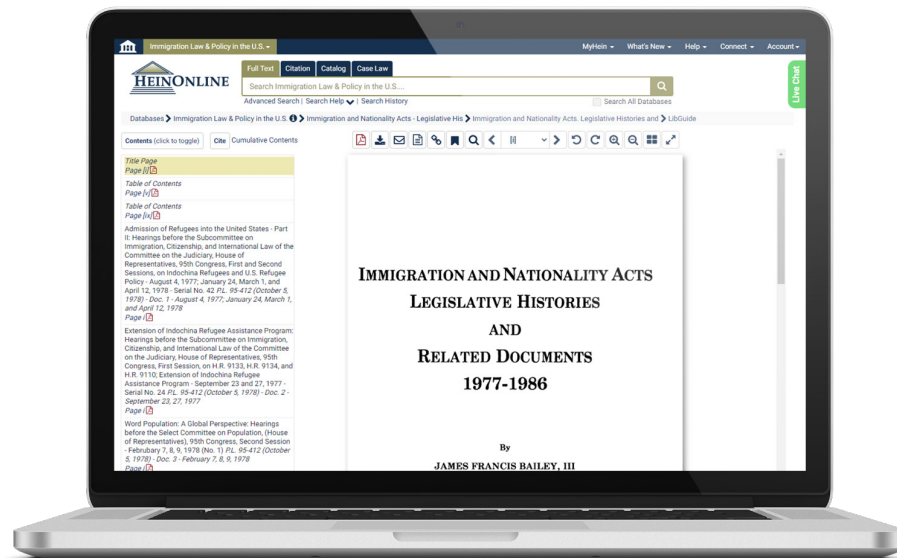 Immigration Law & Policy in the U.S.
MyHein
What's New
Help
Connect
Account
HEINONLINE
Full Text
Citation
Catalog
Case Law
Search Immigration Law & Policy in the U.S....
Advanced Search | Search Help | Search History
Search All Databases
Live Chat
Databases > Immigration Law & Policy in the U.S. > Immigration and Nationality Acts - Legislative His > Immigration and Nationality Acts. Legislative Histories and > LibGuide
Contents (click to toggle)
Cite
Cumulative Contents
[i]
Title Page
Page [i]
Table of Contents
Page [v]
Table of Contents
Page [ix]
Admission of Refugees into the United States - Part
II: Hearings before the Subcommittee on
Immigration, Citizenship, and International Law of the
Committee on the Judiciary, House of
Representatives, 95th Congress, First and Second
Sessions, on Indochina Refugees and U.S. Refugee
Policy - August 4, 1977; January 24, March 1, and
April 12, 1978 - Serial No. 42 P.L. 95-412 (October 5,
1978) - Doc. 1 - August 4, 1977; January 24, March 1,
and April 12, 1978
Page i
Extension of Indochina Refugee Assistance Program:
Hearings before the Subcommittee on Immigration,
Citizenship, and International Law of the Committee
on the Judiciary, House of Representatives, 95th
Congress, First Session, on H.R. 9133, H.R. 9134, and
H.R. 9110; Extension of Indochina Refugee
Assistance Program - September 23 and 27, 1977 -
Serial No. 24 P.L. 95-412 (October 5, 1978) - Doc. 2 -
September 23, 27, 1977
Page i
Word Population: A Global Perspective: Hearings
before the Select Committee on Population, (House
of Representatives), 95th Congress, Second Session
- Februbary 7, 8, 9, 1978 (No. 1) P.L. 95-412 (October
5, 1978) - Doc. 3 - February 7, 8, 9, 1978
Page i
IMMIGRATION AND NATIONALITY ACTS
LEGISLATIVE HISTORIES
AND
RELATED DOCUMENTS
1977-1986
By
JAMES FRANCIS BAILEY, III